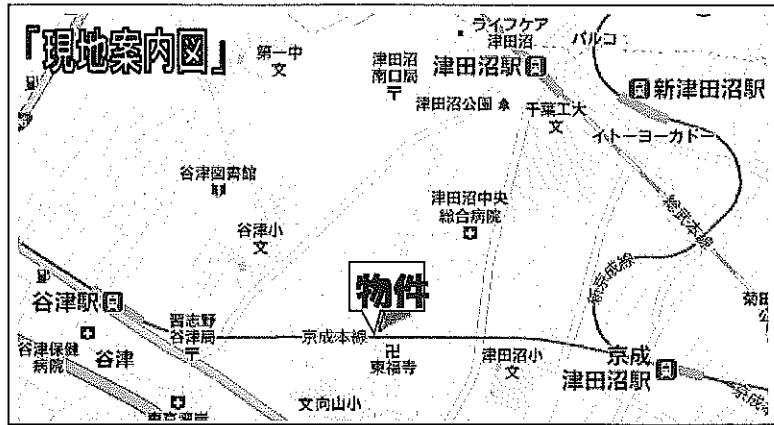 「現地案内図」
ライフケア
津田沼
パルコ
第一中
津田沼
南口局
津田沼駅
新津田沼駅
津田沼公園
千葉工大
イトーヨーカドー
谷津図書館
津田沼中央
総合病院
谷津小
総武本線
新京成線
物件
谷津駅
習志野
谷津局
京成本線
谷津保健
病院
谷津
東福寺
津田沼小
京成
津田沼駅
向山小